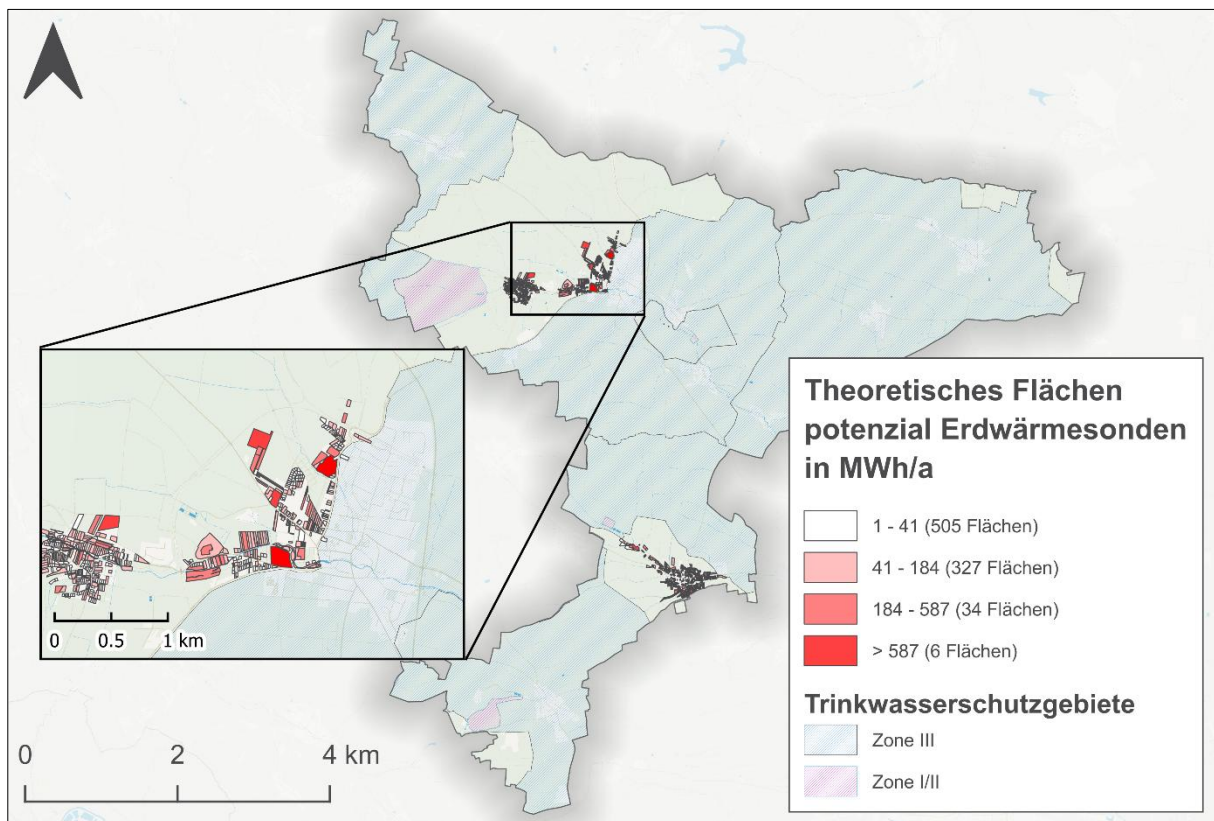 Theoretisches Flächen
potenzial Erdwärmesonden
in MWh/a
1 - 41 (505 Flächen)
41 - 184 (327 Flächen)
184 - 587 (34 Flächen)
> 587 (6 Flächen)
Trinkwasserschutzgebiete
Zone III
Zone I/II
0 0.5 1 km
0 2 4 km